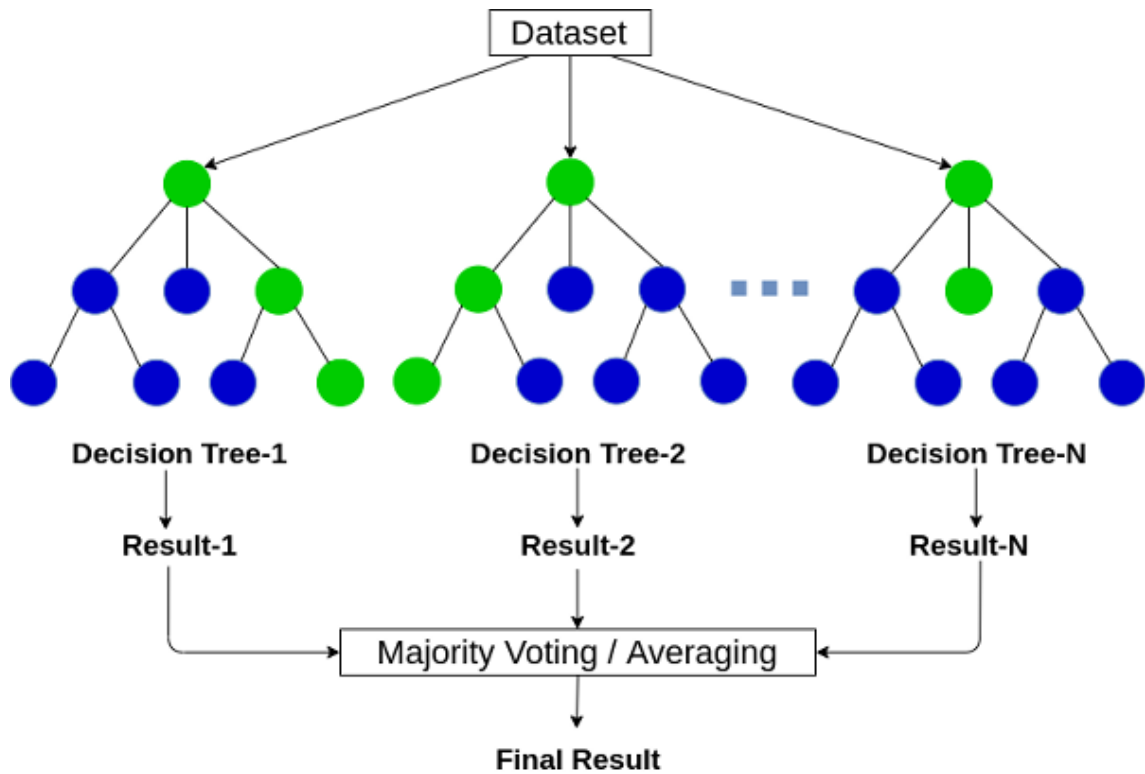 Dataset
Decision Tree-1
Decision Tree-2
Decision Tree-N
Result-1
Result-2
Result-N
Majority Voting / Averaging
Final Result